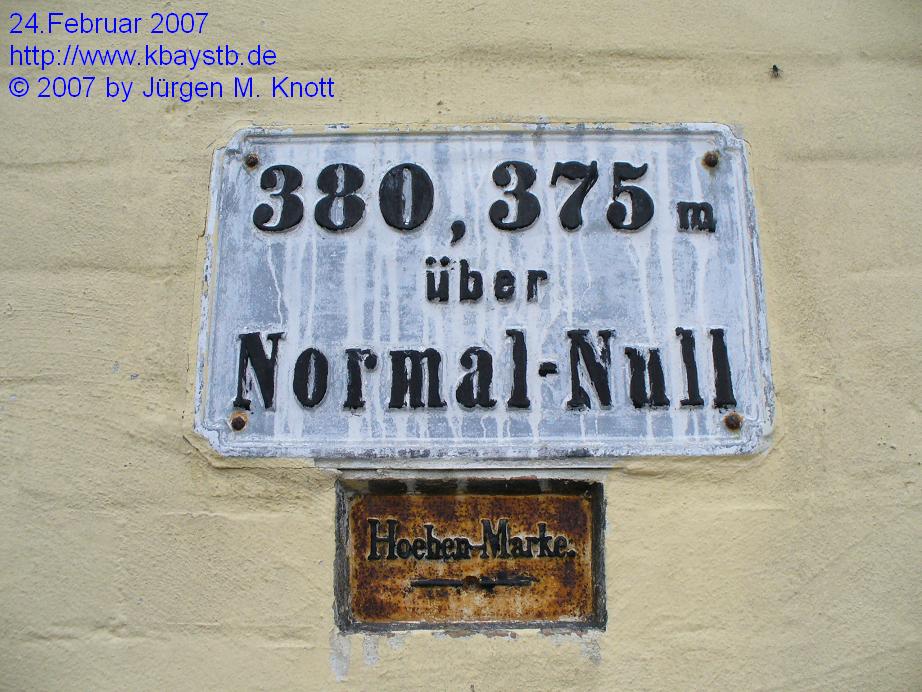 24.Februar 2007
http://www.kbaystb.de
© 2007 by Jürgen M. Knott
380,375 m
über
Normal-Null
Hoehen-Marke.